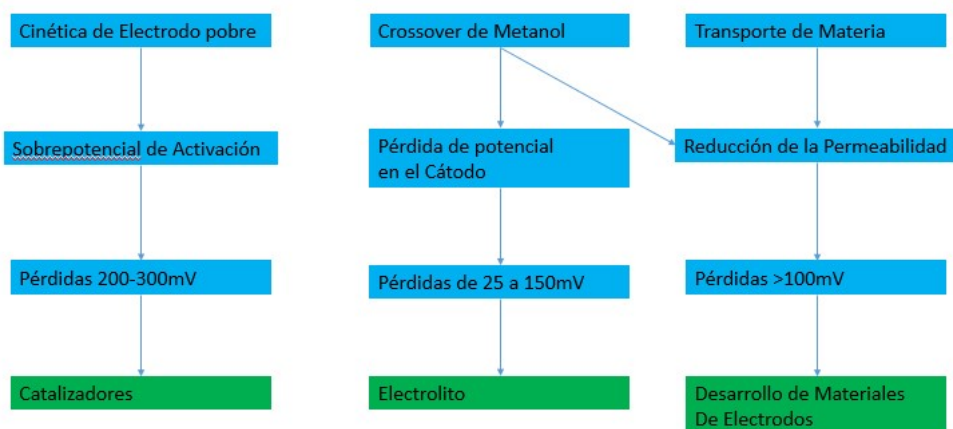 Cinética de Electrodo pobre
Crossover de Metanol
Transporte de Materia
Sobrepotencial de Activación
Pérdida de potencial
en el Cátodo
Reducción de la Permeabilidad
Pérdidas 200-300mV
Pérdidas de 25 a 150mV
Pérdidas >100mV
Catalizadores
Electrolito
Desarrollo de Materiales
De Electrodos